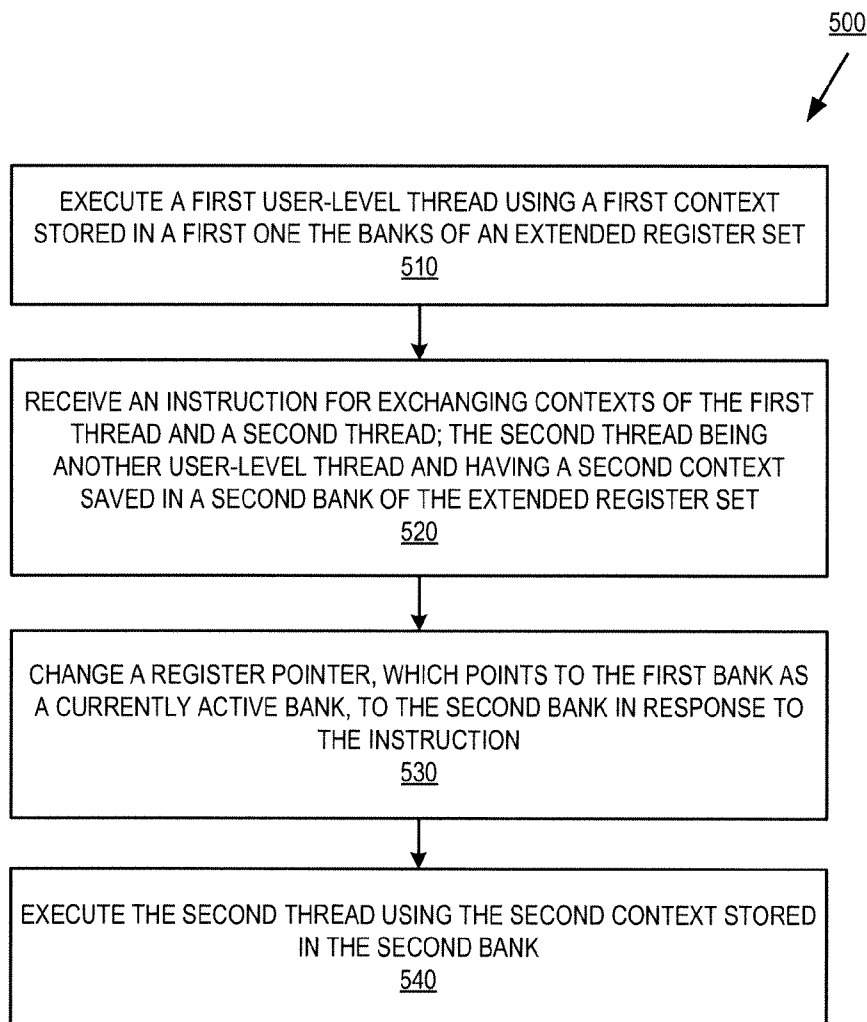 500
EXECUTE A FIRST USER-LEVEL THREAD USING A FIRST CONTEXT
STORED IN A FIRST ONE THE BANKS OF AN EXTENDED REGISTER SET
510
RECEIVE AN INSTRUCTION FOR EXCHANGING CONTEXTS OF THE FIRST
THREAD AND A SECOND THREAD; THE SECOND THREAD BEING
ANOTHER USER-LEVEL THREAD AND HAVING A SECOND CONTEXT
SAVED IN A SECOND BANK OF THE EXTENDED REGISTER SET
520
CHANGE A REGISTER POINTER, WHICH POINTS TO THE FIRST BANK AS
A CURRENTLY ACTIVE BANK, TO THE SECOND BANK IN RESPONSE TO
THE INSTRUCTION
530
EXECUTE THE SECOND THREAD USING THE SECOND CONTEXT STORED
IN THE SECOND BANK
540